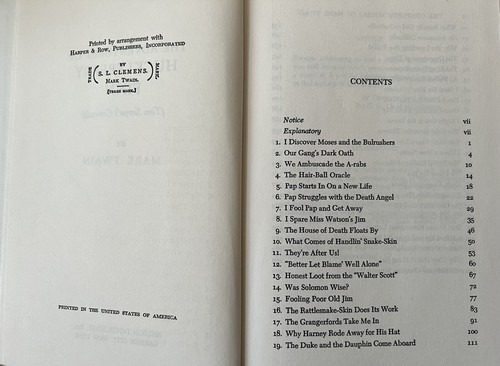 Printed by arrangement with
HARPER & ROW, PUBLISHERS, INCORPORATED
TRADE
BY
S. L. CLEMENS.
MARK TWAIN.
MARK.
[TRADE MARK.]
PRINTED IN THE UNITED STATES OF AMERICA
CONTENTS
Notice vii
Explanatory vii
1. I Discover Moses and the Bulrushes 1
2. Our Gang's Dark Oath 4
3. We Ambuscade the A-rabs 10
4. The Hair-Ball Oracle 14
5. Pap Starts In on a New Life 18
6. Pap Struggles with the Death Angel 22
7. I Fool Pap and Get Away 29
8. I Spare Miss Watson's Jim 35
9. The House of Death Floats By 46
10. What Comes of Handlin' Snake-Skin 50
11. They're After Us! 53
12. "Better Let Blame' Well Alone" 60
13. Honest Loot from the "Walter Scott" 67
14. Was Solomon Wise? 72
15. Fooling Poor Old Jim 77
16. The Rattlesnake-Skin Does Its Work 83
17. The Grangerfords Take Me In 91
18. Why Harney Rode Away for His Hat 100
19. The Duke and the Dauphin Come Aboard 111